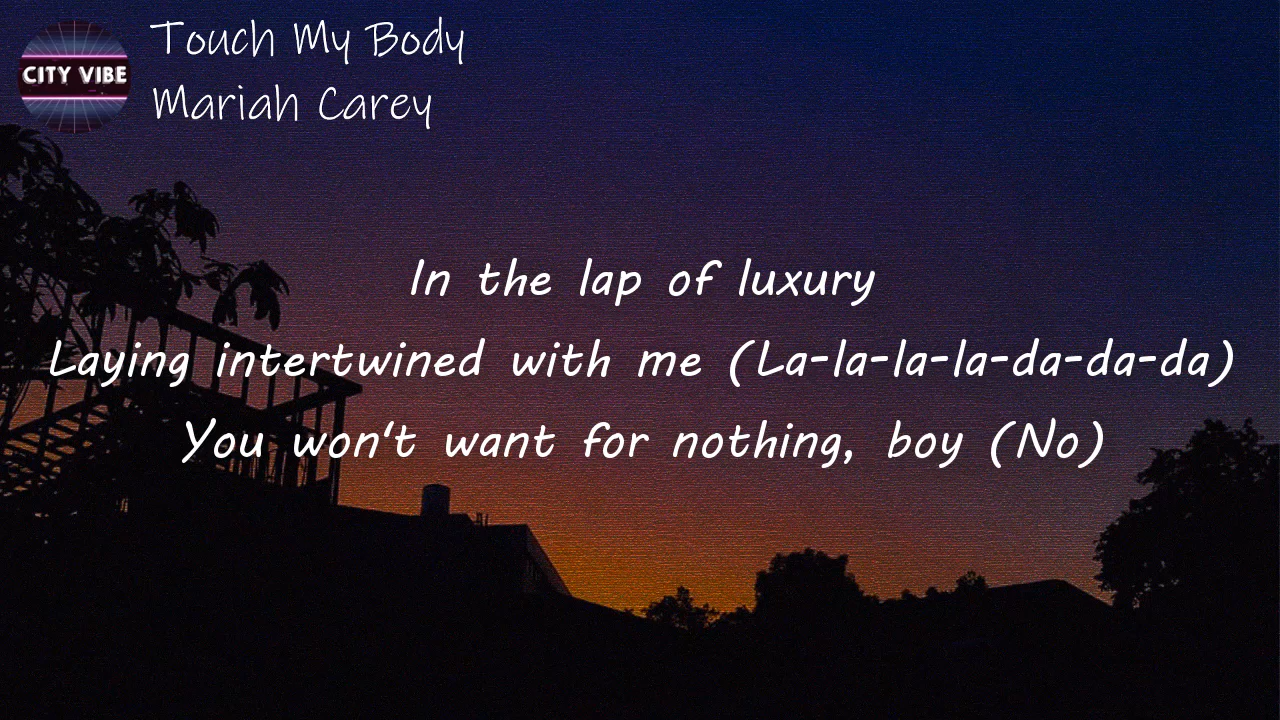 CITY VIBE
Touch My Body
Mariah Carey
In the lap of luxury
Laying intertwined with me (La-la-la-la-da-da-da)
You won't want for nothing, boy (No)